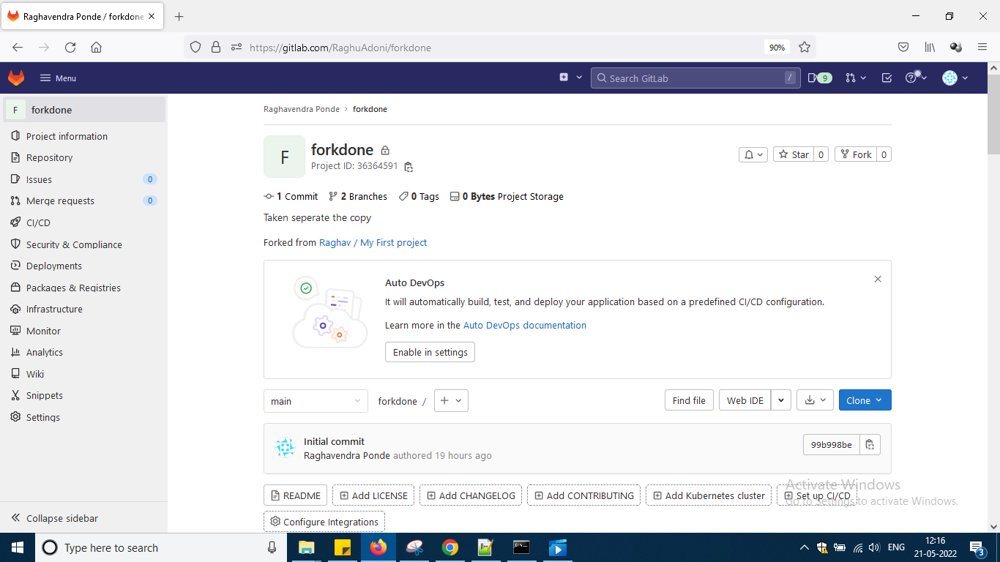 Raghavendra Ponde / forkdone
https://gitlab.com/RaghuAdoni/forkdone
90%
Menu
Search GitLab
/
9
F forkdone
Project information
Repository
Issues 0
Merge requests 0
CI/CD
Security & Compliance
Deployments
Packages & Registries
Infrastructure
Monitor
Analytics
Wiki
Snippets
Settings
Collapse sidebar
Raghavendra Ponde > forkdone
F
forkdone
Project ID: 36364591
Star 0
Fork 0
1 Commit 2 Branches 0 Tags 0 Bytes Project Storage
Taken seperate the copy
Forked from Raghav / My First project
Auto DevOps
It will automatically build, test, and deploy your application based on a predefined CI/CD configuration.
Learn more in the Auto DevOps documentation
Enable in settings
main
forkdone /
Find file
Web IDE
Clone
Initial commit
Raghavendra Ponde authored 19 hours ago
99b998be
README
Add LICENSE
Add CHANGELOG
Add CONTRIBUTING
Add Kubernetes cluster
Set up CI/CD
Configure Integrations
Activate Windows
Go to Settings to activate Windows.
Type here to search
ENG
12:16
21-05-2022
3